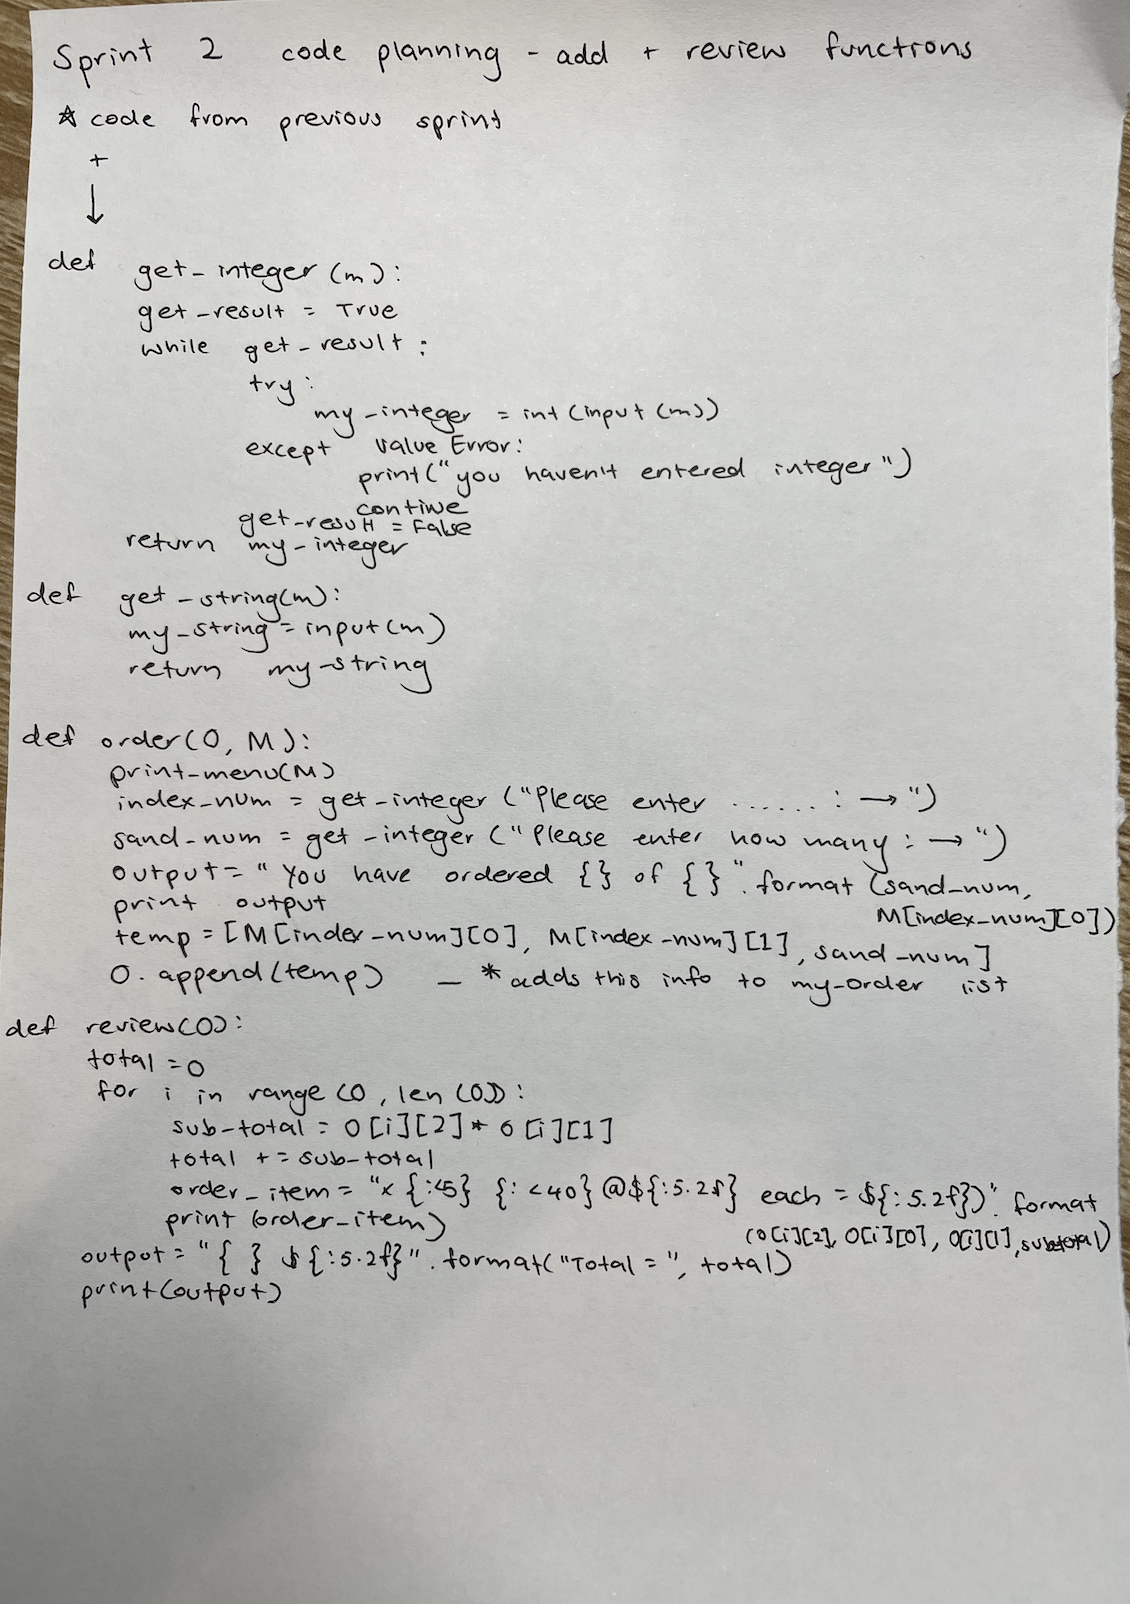 Sprint 2 code planning - add + review functions
* code from previous sprint
+
↓
def get_integer (m):
get_result = True
while get_result:
try:
my_integer = int (input (m))
except Value Error:
print("you haven't entered integer")
continue
get_result = False
return my_integer
def get_string(m):
my_string = input(m)
return my_string
def order(O, M):
print_menu(M)
index_num = get_integer ("Please enter ......: →")
sand_num = get_integer ("Please enter how many: →")
output = "You have ordered {} of {}".format (sand_num,
M[index_num][0])
print output
temp = [M[index_num][0], M[index_num][1], sand_num]
O.append(temp) — * adds this info to my-order list
def review(O):
total = 0
for i in range (0, len (O)):
sub_total = O[i][2] * O[i][1]
total += sub_total
order_item = "x {:<5} {:<40} @${:5.2f} each = ${:5.2f})".format
(O[i][2], O[i][0], O[i][1], subtotal)
print (order_item)
output = "{ } ${:5.2f}".format("Total = ", total)
print(output)